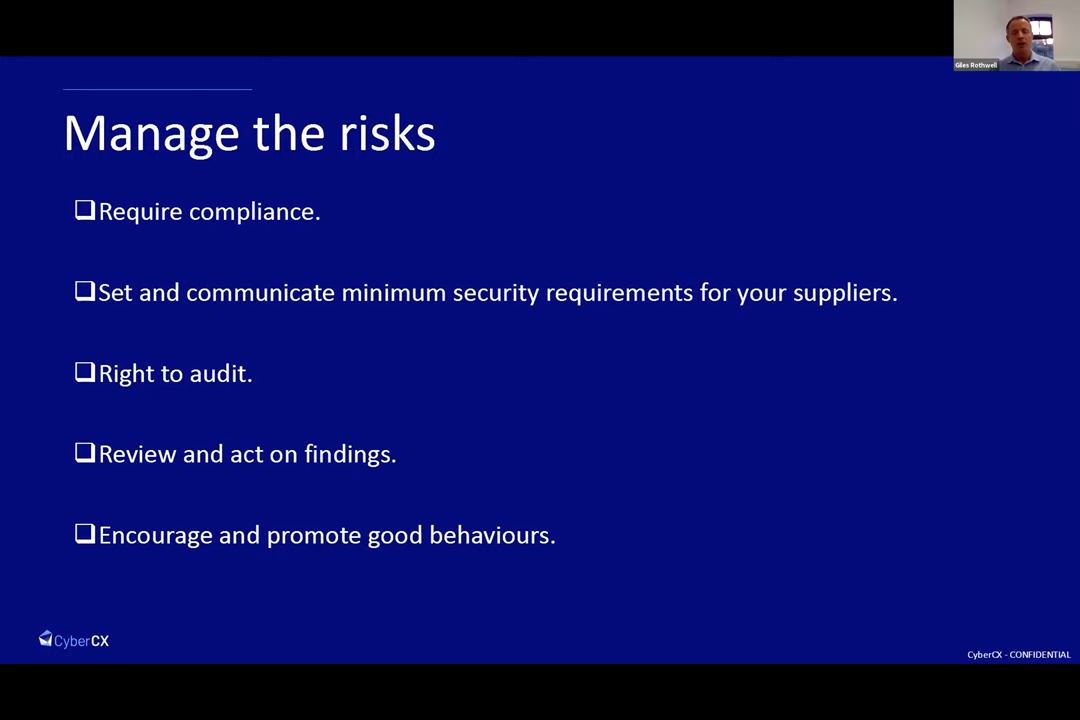 Giles Rothwell
Manage the risks
❑Require compliance.
❑Set and communicate minimum security requirements for your suppliers.
❑Right to audit.
❑Review and act on findings.
❑Encourage and promote good behaviours.
CyberCX
CyberCX - CONFIDENTIAL